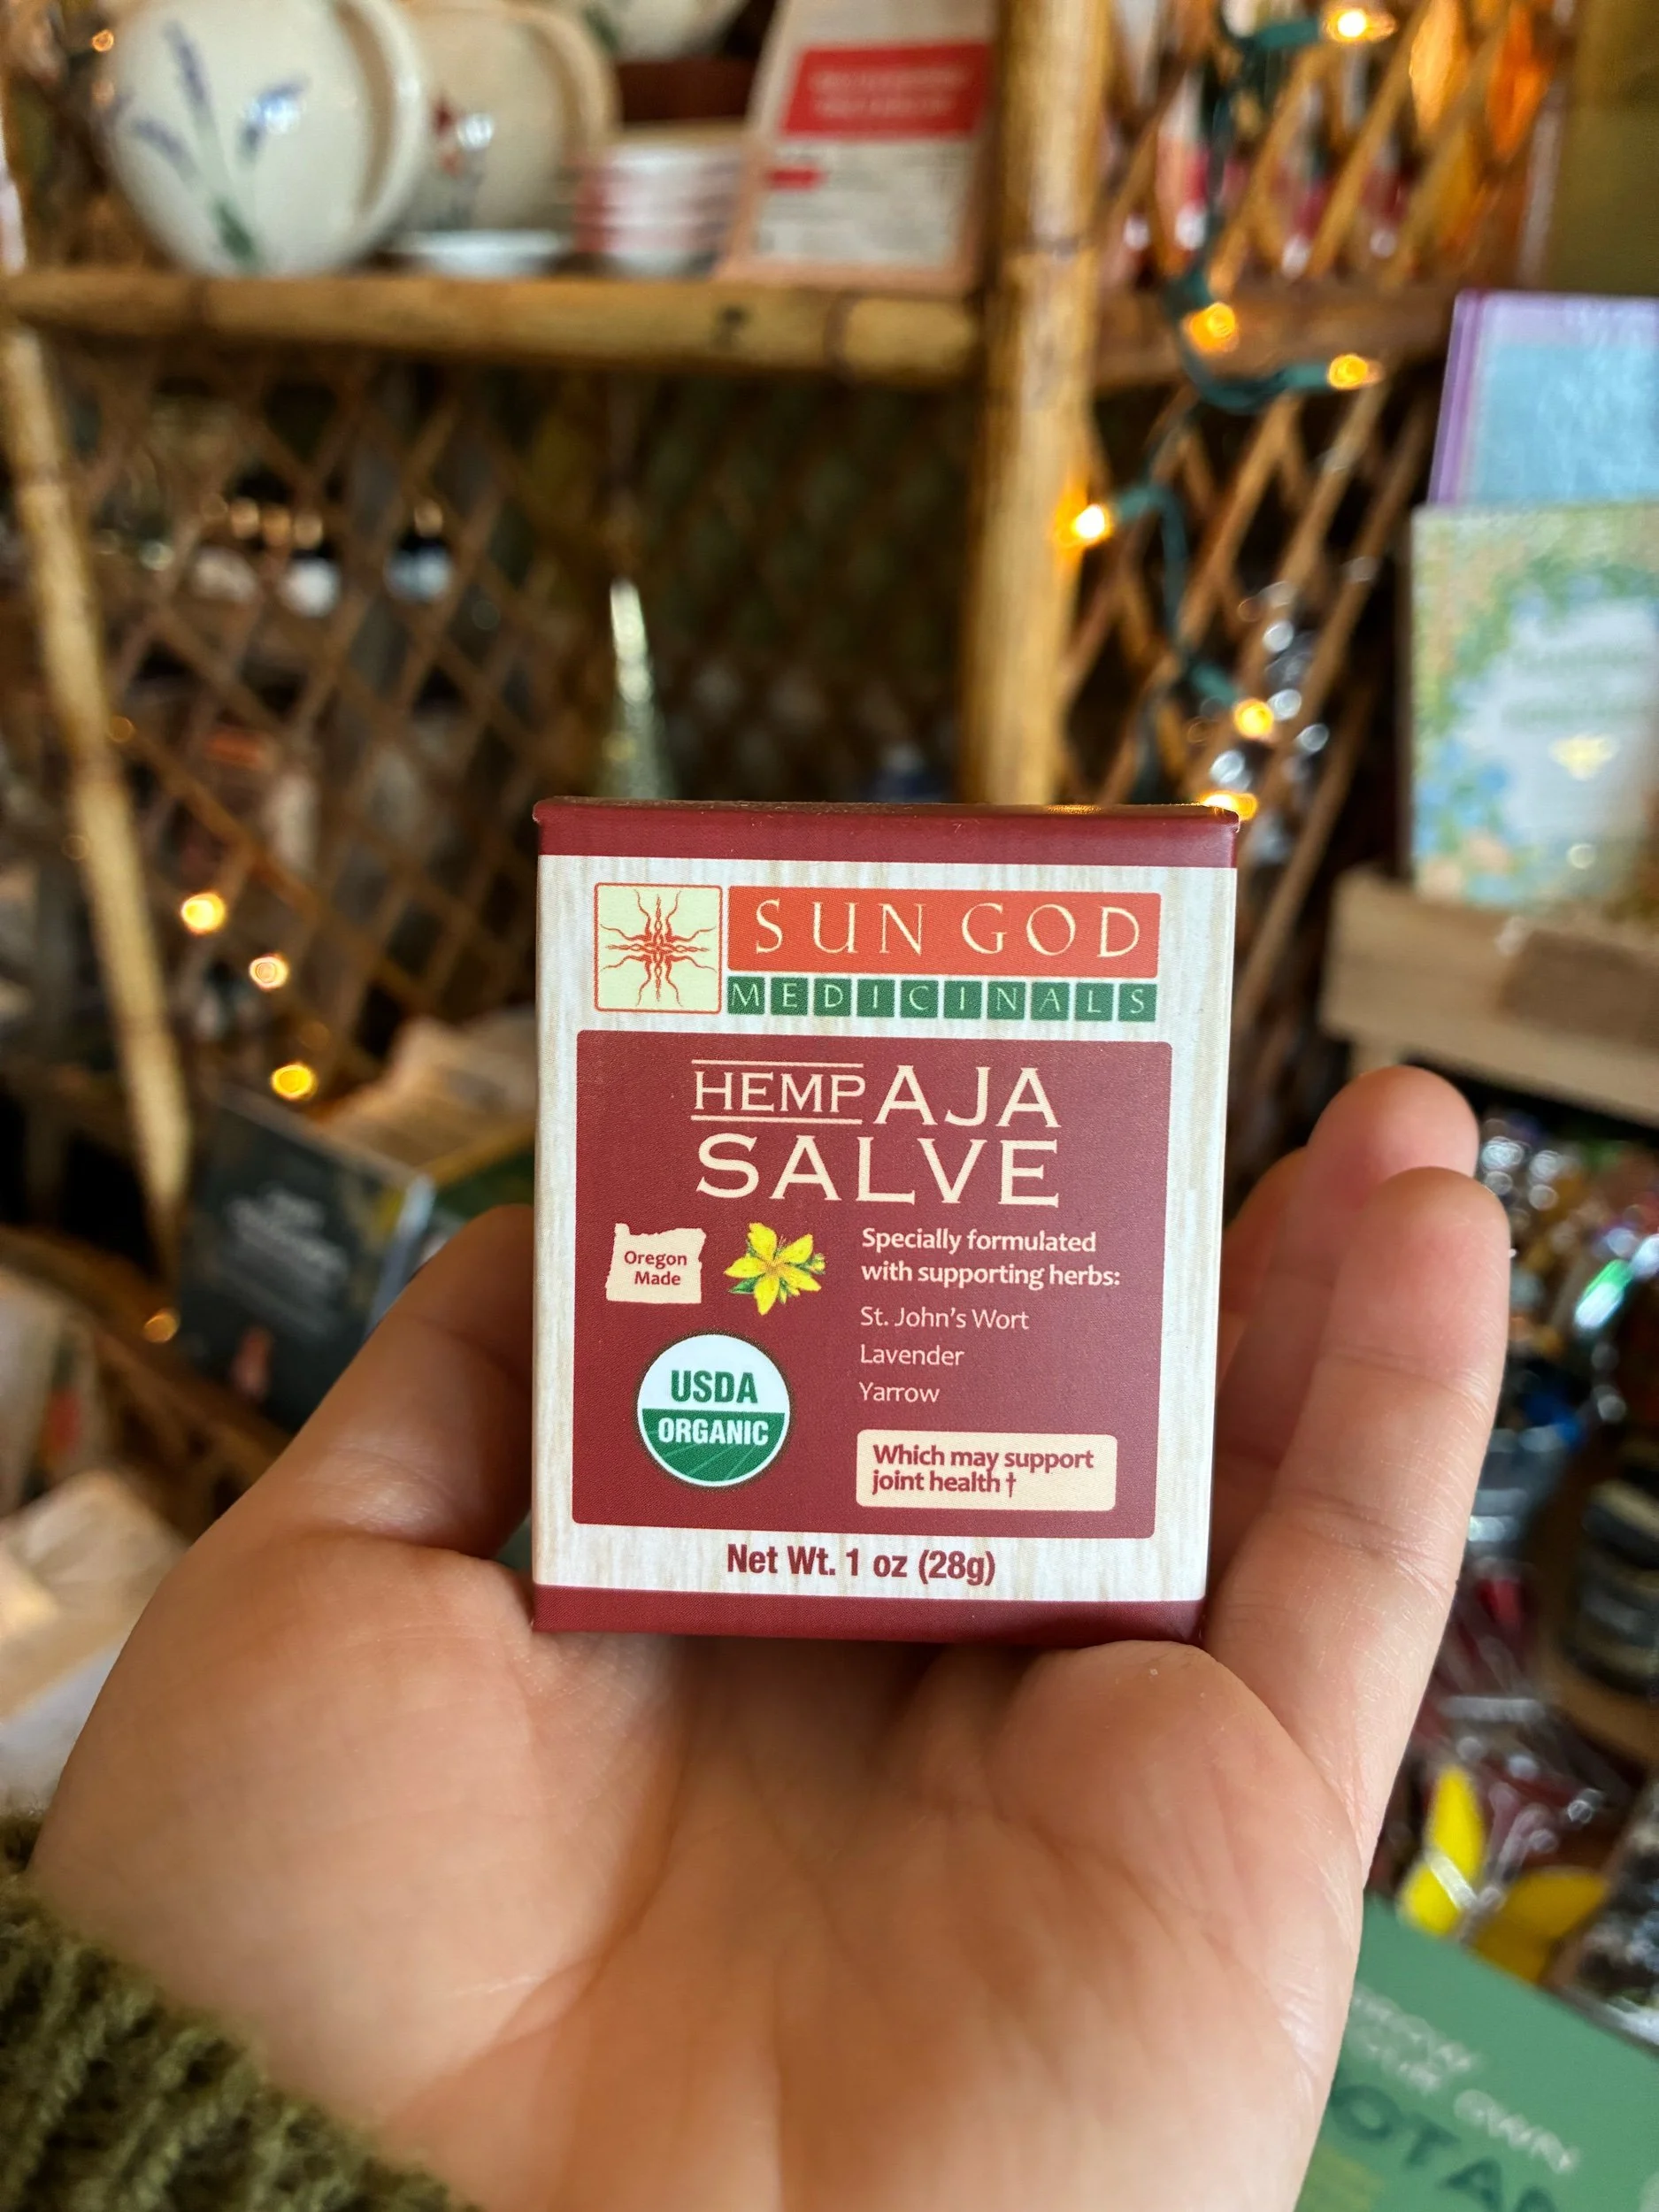 SUN GOD
MEDICINALS
HEMP AJA
SALVE
Oregon
Made
Specially formulated
with supporting herbs:
St. John's Wort
Lavender
Yarrow
USDA
ORGANIC
Which may support
joint health †
Net Wt. 1 oz (28g)